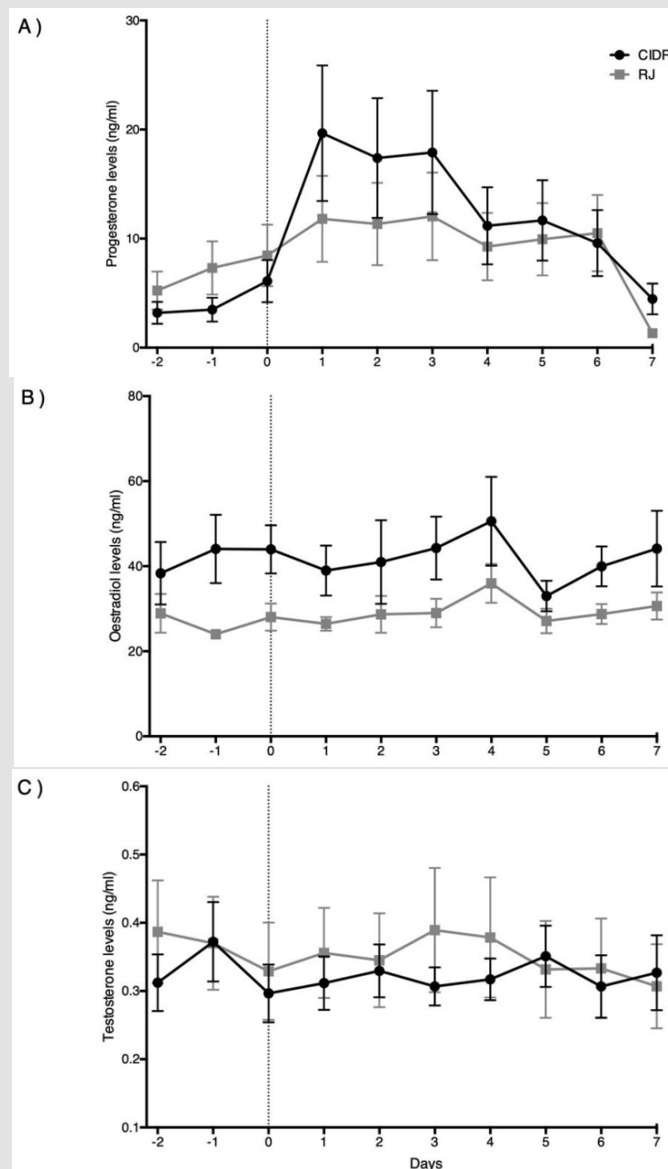 A )
30
20
10
0
Progesterone levels (ng/ml)
RJ
-2 -1 0 1 2 3 4 5 6 7
B )
80
60
40
20
0
Oestradiol levels (ng/ml)
-2 -1 0 1 2 3 4 5 6 7
C )
0.6
0.5
0.4
0.3
0.2
0.1
Testosterone levels (ng/ml)
-2 -1 0 1 2 3 4 5 6 7
Days